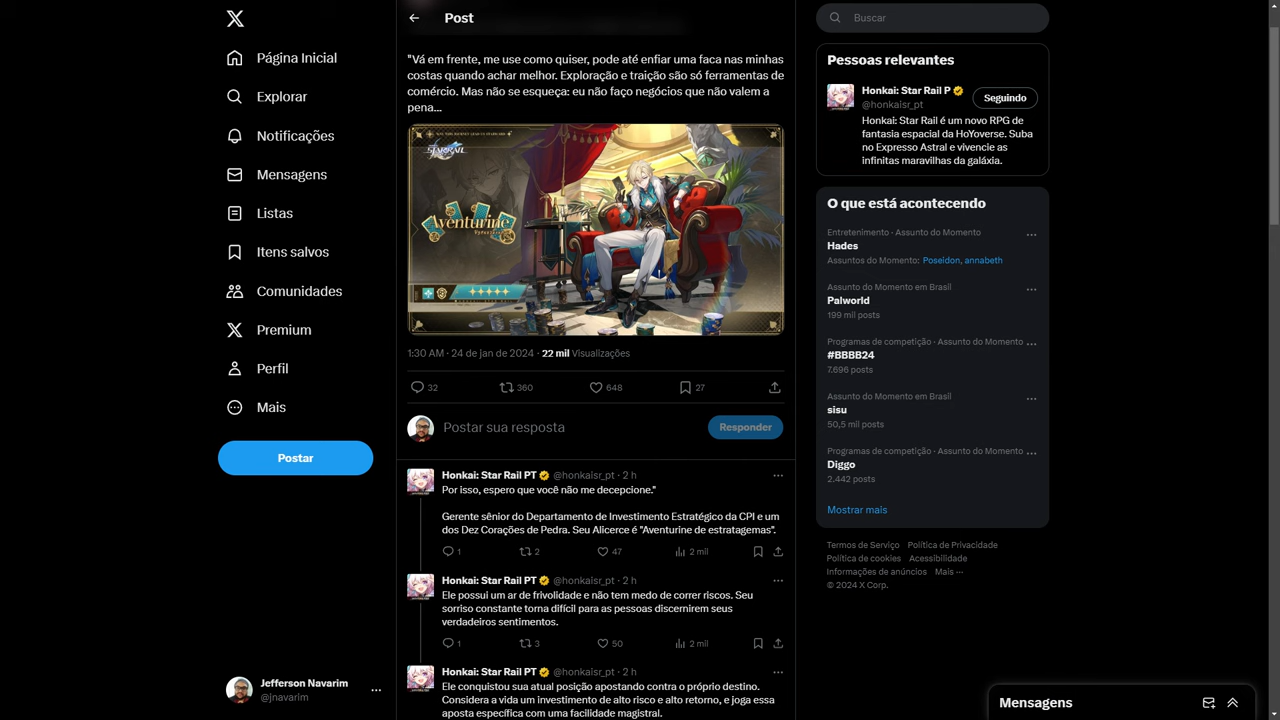 Página Inicial
Explorar
Notificações
Mensagens
Listas
Itens salvos
Comunidades
Premium
Perfil
Mais
Postar
Jefferson Navarim
@jnavarim
Post
"Vá em frente, me use como quiser, pode até enfiar uma faca nas minhas
costas quando achar melhor. Exploração e traição são só ferramentas de
comércio. Mas não se esqueça: eu não faço negócios que não valem a
pena...
STAR RAIL
Aventurine
1:30 AM · 24 de jan de 2024 · 22 mil Visualizações
32 360 648 27
Postar sua resposta
Responder
Honkai: Star Rail PT @honkaisr_pt · 2 h
Por isso, espero que você não me decepcione."
Gerente sênior do Departamento de Investimento Estratégico da CPI e um
dos Dez Corações de Pedra. Seu Alicerce é "Aventurine de estratagemas".
1 2 47 2 mil
Honkai: Star Rail PT @honkaisr_pt · 2 h
Ele possui um ar de frivolidade e não tem medo de correr riscos. Seu
sorriso constante torna difícil para as pessoas discernirem seus
verdadeiros sentimentos.
1 3 50 2 mil
Honkai: Star Rail PT @honkaisr_pt · 2 h
Ele conquistou sua atual posição apostando contra o próprio destino.
Considera a vida um investimento de alto risco e alto retorno, e joga essa
aposta específica com uma facilidade magistral.
Buscar
Pessoas relevantes
Honkai: Star Rail P
@honkaisr_pt
Seguindo
Honkai: Star Rail é um novo RPG de
fantasia espacial da HoYoverse. Suba
no Expresso Astral e vivencie as
infinitas maravilhas da galáxia.
O que está acontecendo
Entretenimento · Assunto do Momento
Hades
Assuntos do Momento: Poseidon, annabeth
Assunto do Momento em Brasil
Palworld
199 mil posts
Programas de competição · Assunto do Momento
#BBBB24
7.696 posts
Assunto do Momento em Brasil
sisu
50,5 mil posts
Programas de competição · Assunto do Momento
Diggo
2.442 posts
Mostrar mais
Termos de Serviço Política de Privacidade
Política de cookies Acessibilidade
Informações de anúncios Mais ···
© 2024 X Corp.
Mensagens